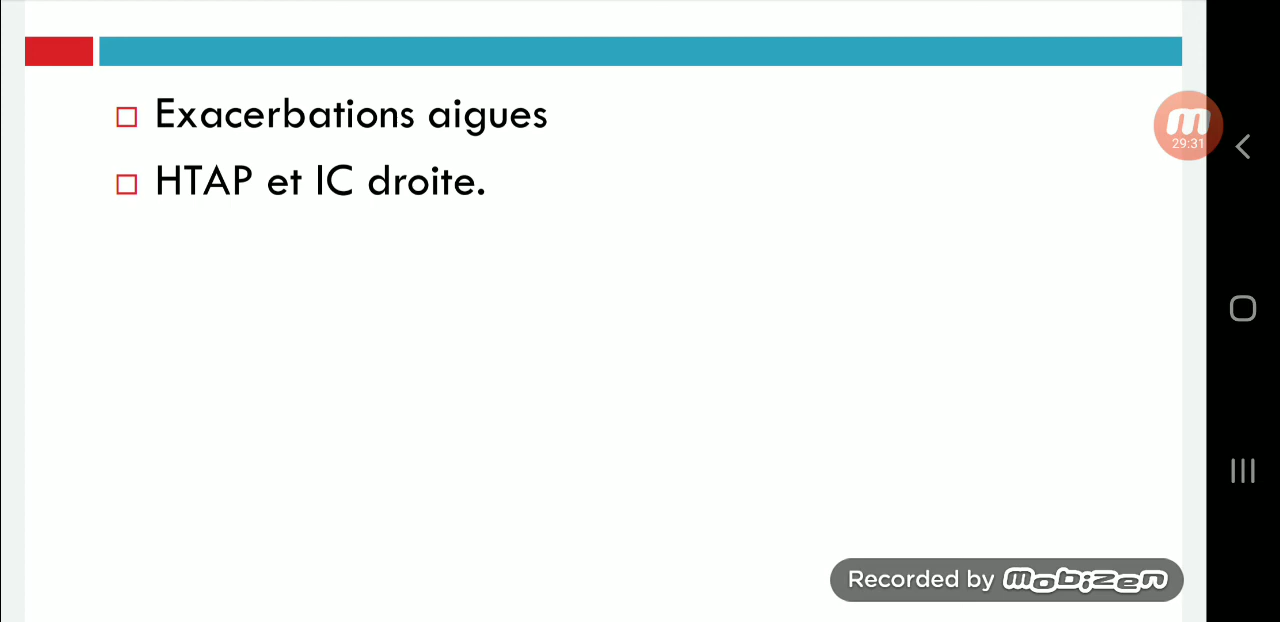 Exacerbations aigues
HTAP et IC droite.
m
29:31
Recorded by mobizen